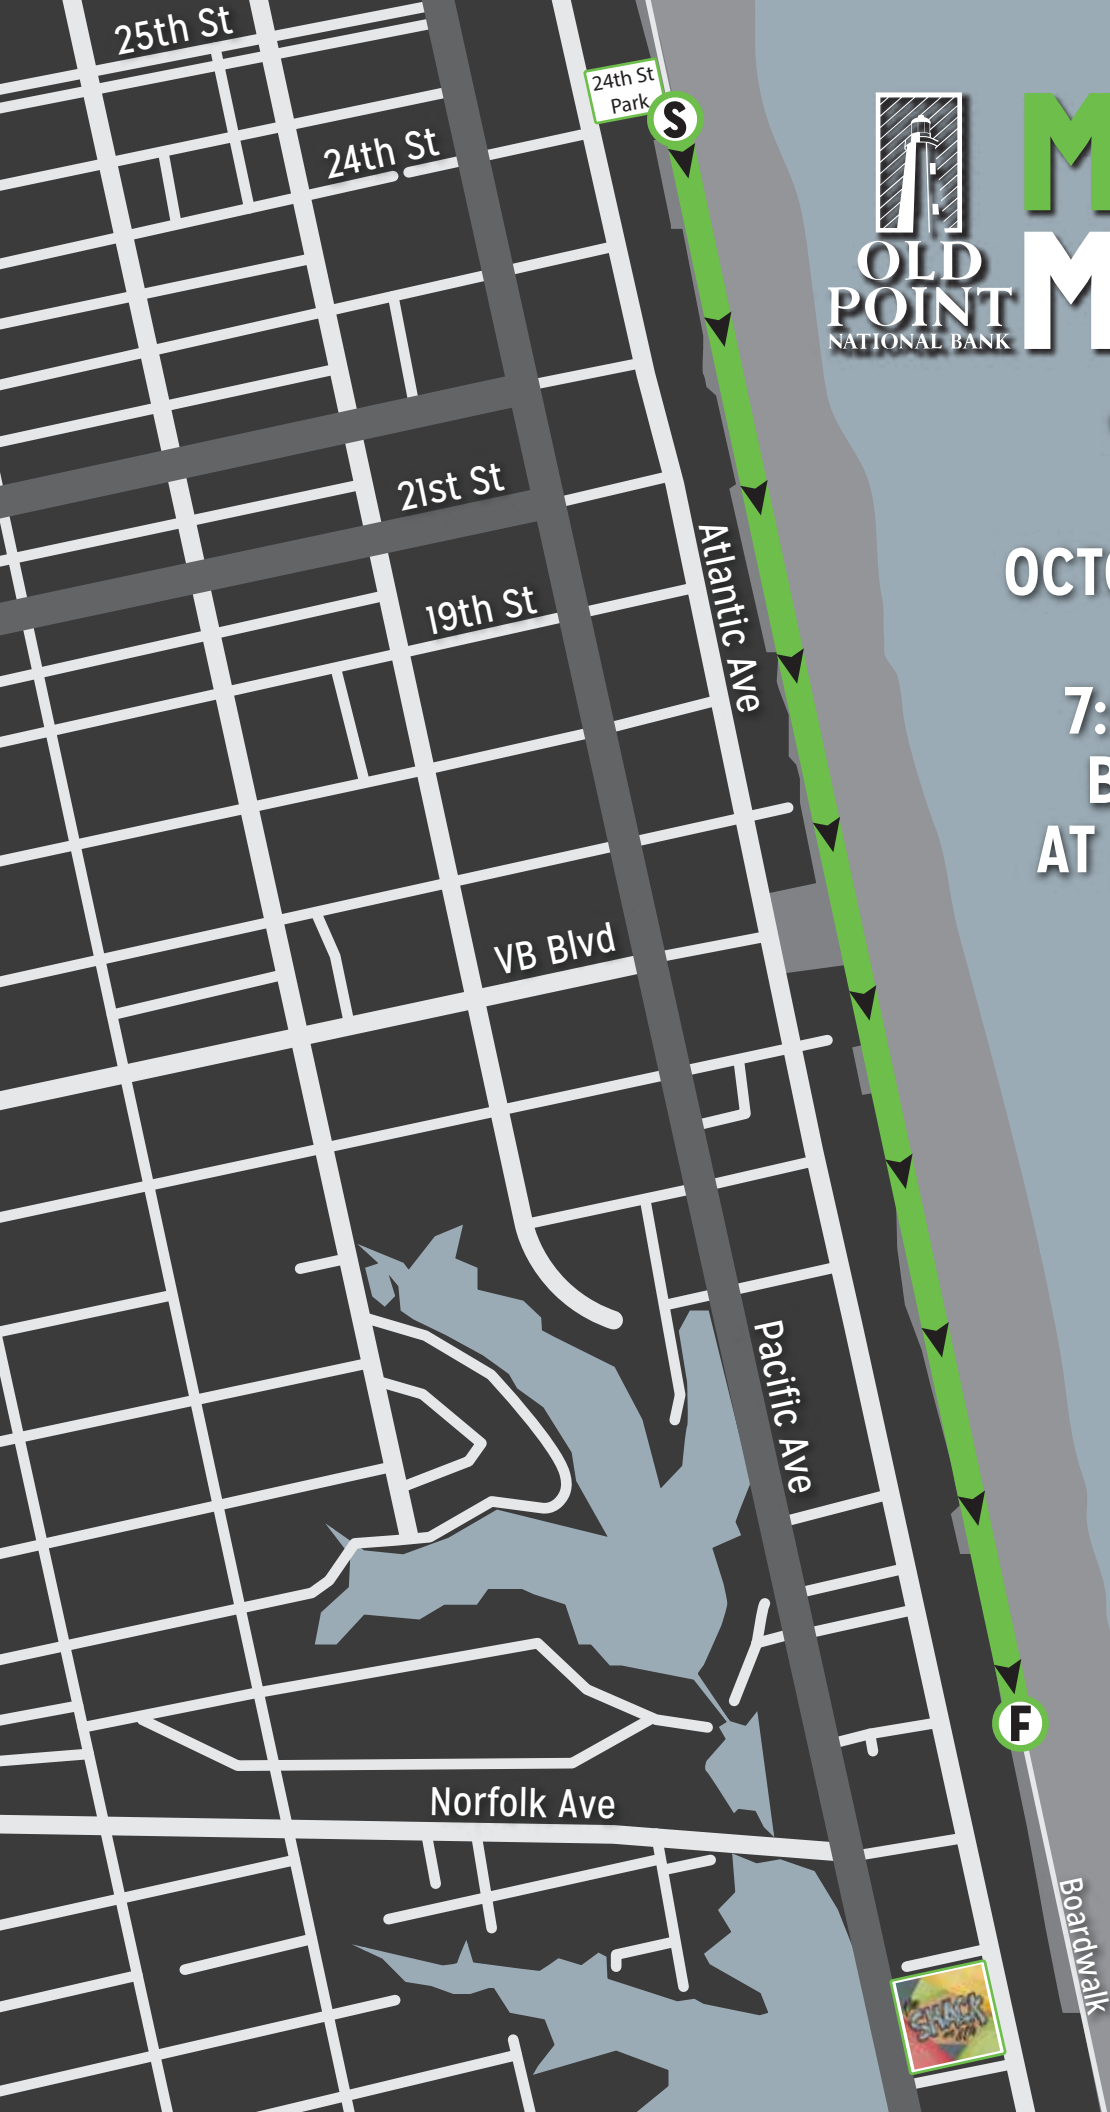 25th St
24th St
Park
S
24th St
M
OLD
POINT
NATIONAL BANK
M
21st St
Atlantic Ave
OCTO
19th St
7:
B
AT
VB Blvd
Pacific Ave
F
Norfolk Ave
Boardwalk
SHACK